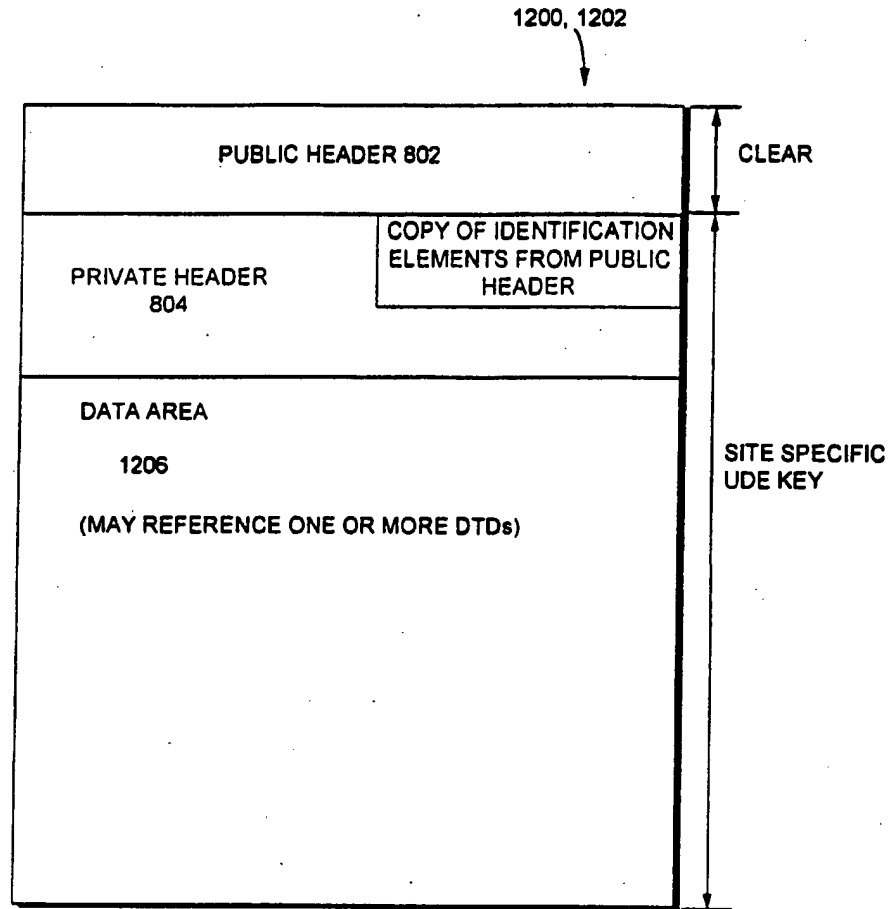 1200, 1202
PUBLIC HEADER 802
CLEAR
COPY OF IDENTIFICATION
ELEMENTS FROM PUBLIC
HEADER
PRIVATE HEADER
804
DATA AREA
1206
(MAY REFERENCE ONE OR MORE DTDs)
SITE SPECIFIC
UDE KEY